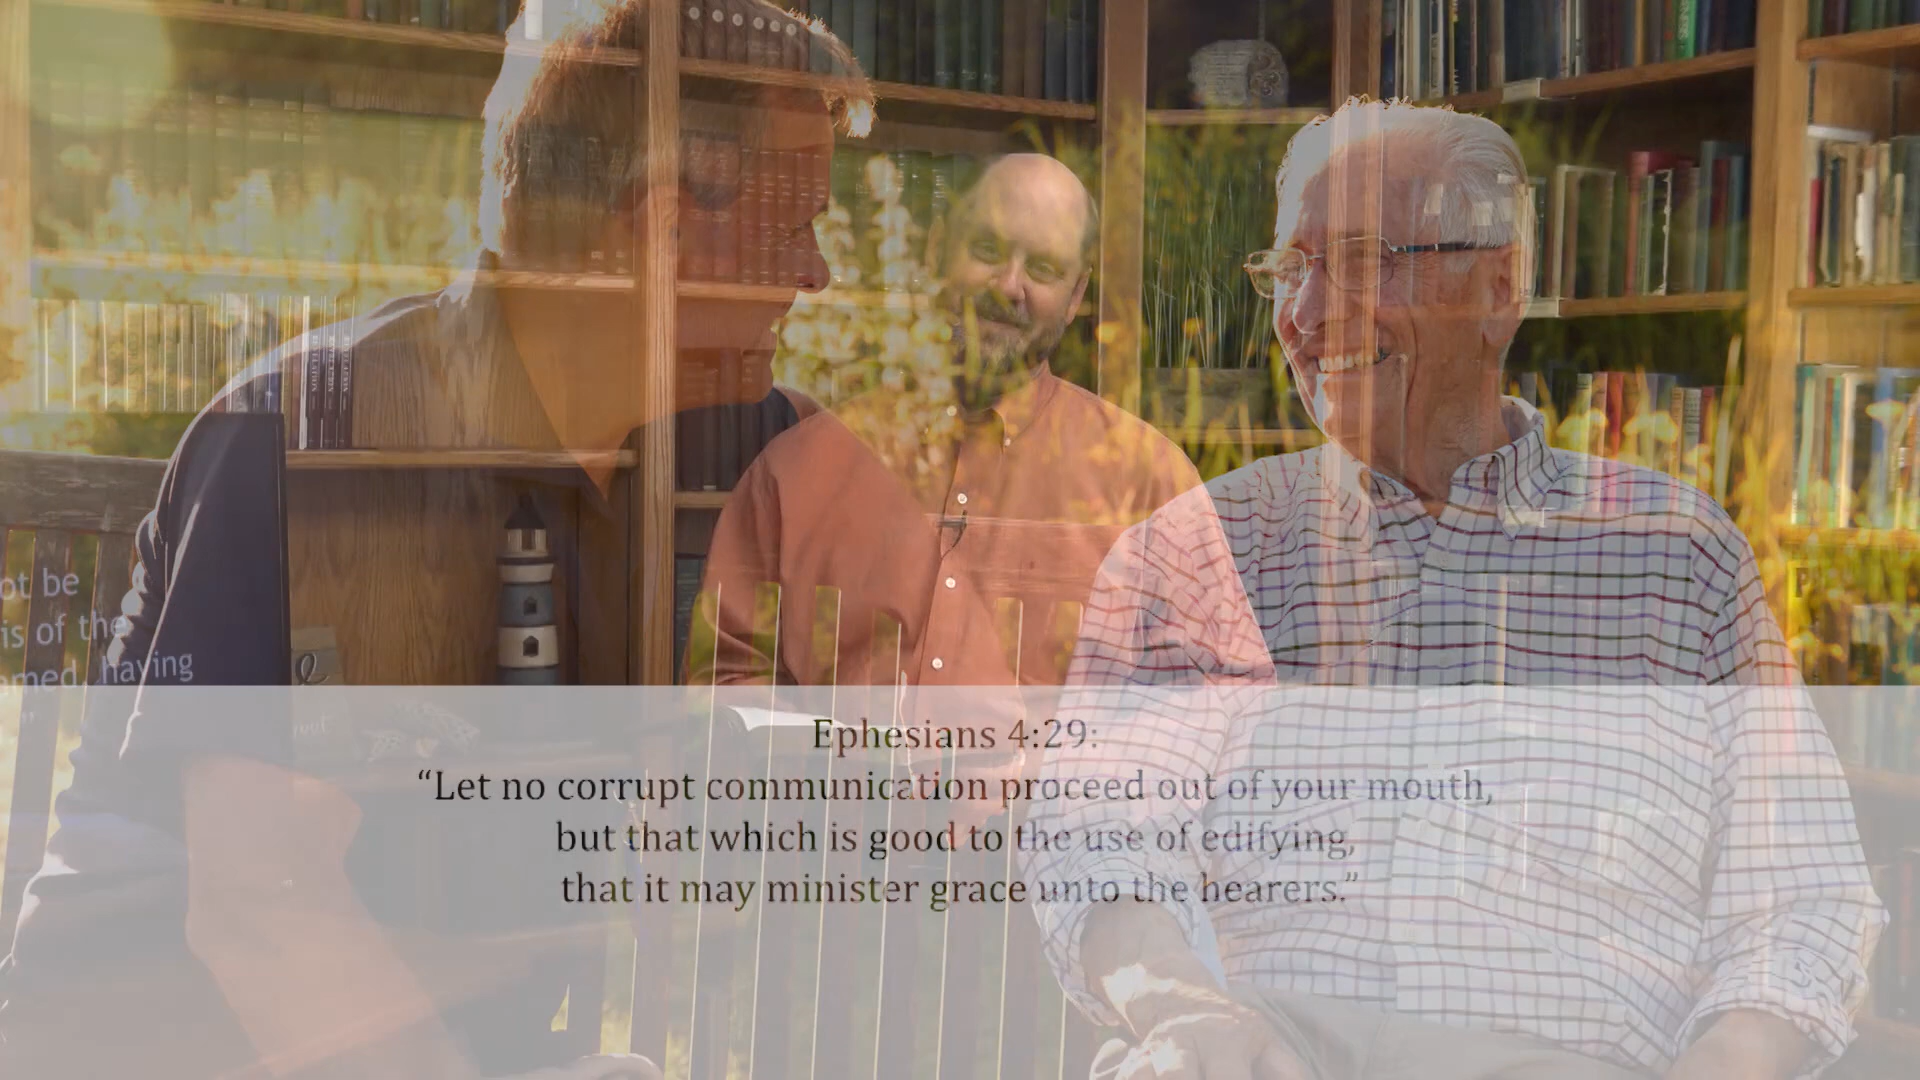 ot be
is of the
med, having
"
Ephesians 4:29:
“Let no corrupt communication proceed out of your mouth,
but that which is good to the use of edifying,
that it may minister grace unto the hearers.”
REVELATION
P